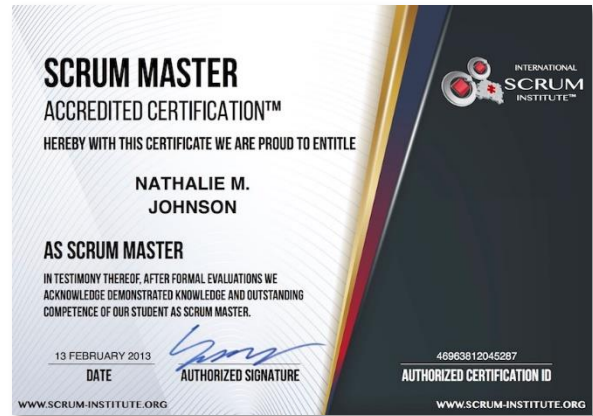 SCRUM MASTER
ACCREDITED CERTIFICATION™
HEREBY WITH THIS CERTIFICATE WE ARE PROUD TO ENTITLE
NATHALIE M.
JOHNSON
AS SCRUM MASTER
IN TESTIMONY THEREOF, AFTER FORMAL EVALUATIONS WE
ACKNOWLEDGE DEMONSTRATED KNOWLEDGE AND OUTSTANDING
COMPETENCE OF OUR STUDENT AS SCRUM MASTER.
13 FEBRUARY 2013
DATE
AUTHORIZED SIGNATURE
WWW.SCRUM-INSTITUTE.ORG
INTERNATIONAL
SCRUM
INSTITUTE™
46963812045287
AUTHORIZED CERTIFICATION ID
WWW.SCRUM-INSTITUTE.ORG